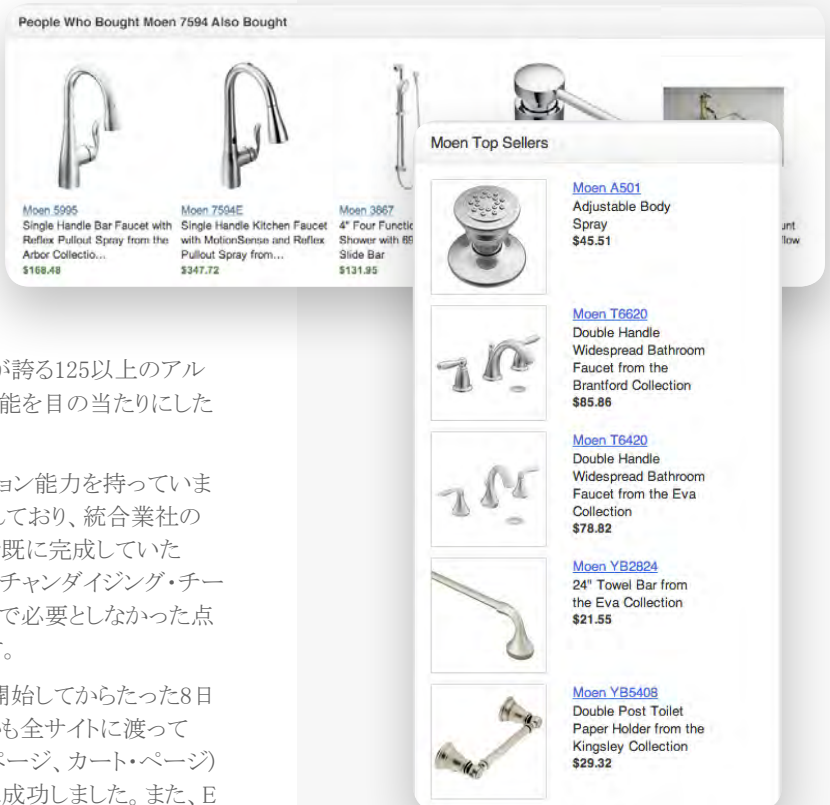 People Who Bought Moen 7594 Also Bought
Moen 5995
Single Handle Bar Faucet with
Reflex Pullout Spray from the
Arbor Collectio...
$168.48
Moen 7594E
Single Handle Kitchen Faucet
with MotionSense and Reflex
Pullout Spray from...
$347.72
Moen 3867
4" Four Functio
Shower with 69
Slide Bar
$131.95
unt
low
Moen Top Sellers
Moen A501
Adjustable Body
Spray
$45.51
Moen T6620
Double Handle
Widespread Bathroom
Faucet from the
Brantford Collection
$85.86
Moen T6420
Double Handle
Widespread Bathroom
Faucet from the Eva
Collection
$78.82
Moen YB2824
24" Towel Bar from
the Eva Collection
$21.55
Moen YB5408
Double Post Toilet
Paper Holder from the
Kingsley Collection
$29.32
が誇る125以上のアル
能を目の当たりにした
ョン能力を持っていま
しており、統合業社の
既に完成していた
チャンダイジング・チー
で必要としなかった点
す。
開始してからたった8日
も全サイトに渡って
ページ、カート・ページ)
成功しました。また、E